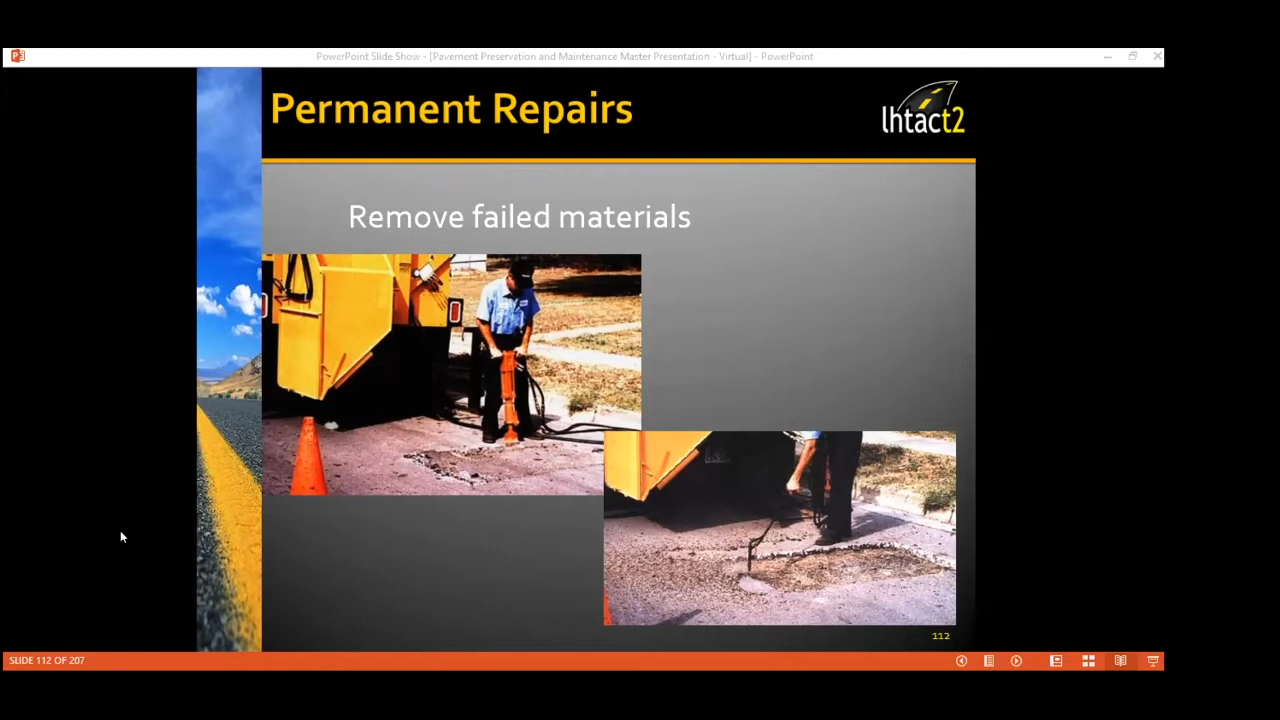 PowerPoint Slide Show - [Pavement Preservation and Maintenance Master Presentation - Virtual] - PowerPoint
Permanent Repairs
lhtact2
Remove failed materials
112
SLIDE 112 OF 207